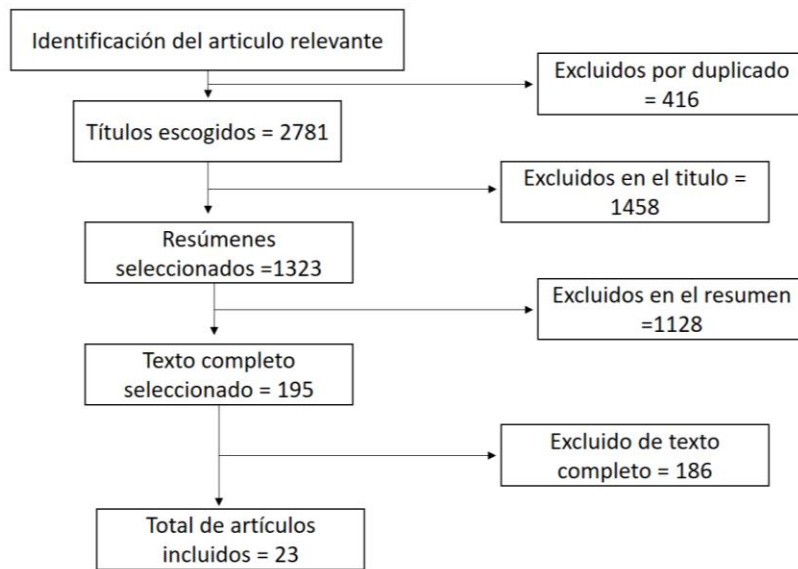 Identificación del articulo relevante
Excluidos por duplicado
= 416
Títulos escogidos = 2781
Excluidos en el titulo =
1458
Resúmenes
seleccionados =1323
Excluidos en el resumen
=1128
Texto completo
seleccionado = 195
Excluido de texto
completo = 186
Total de artículos
incluidos = 23